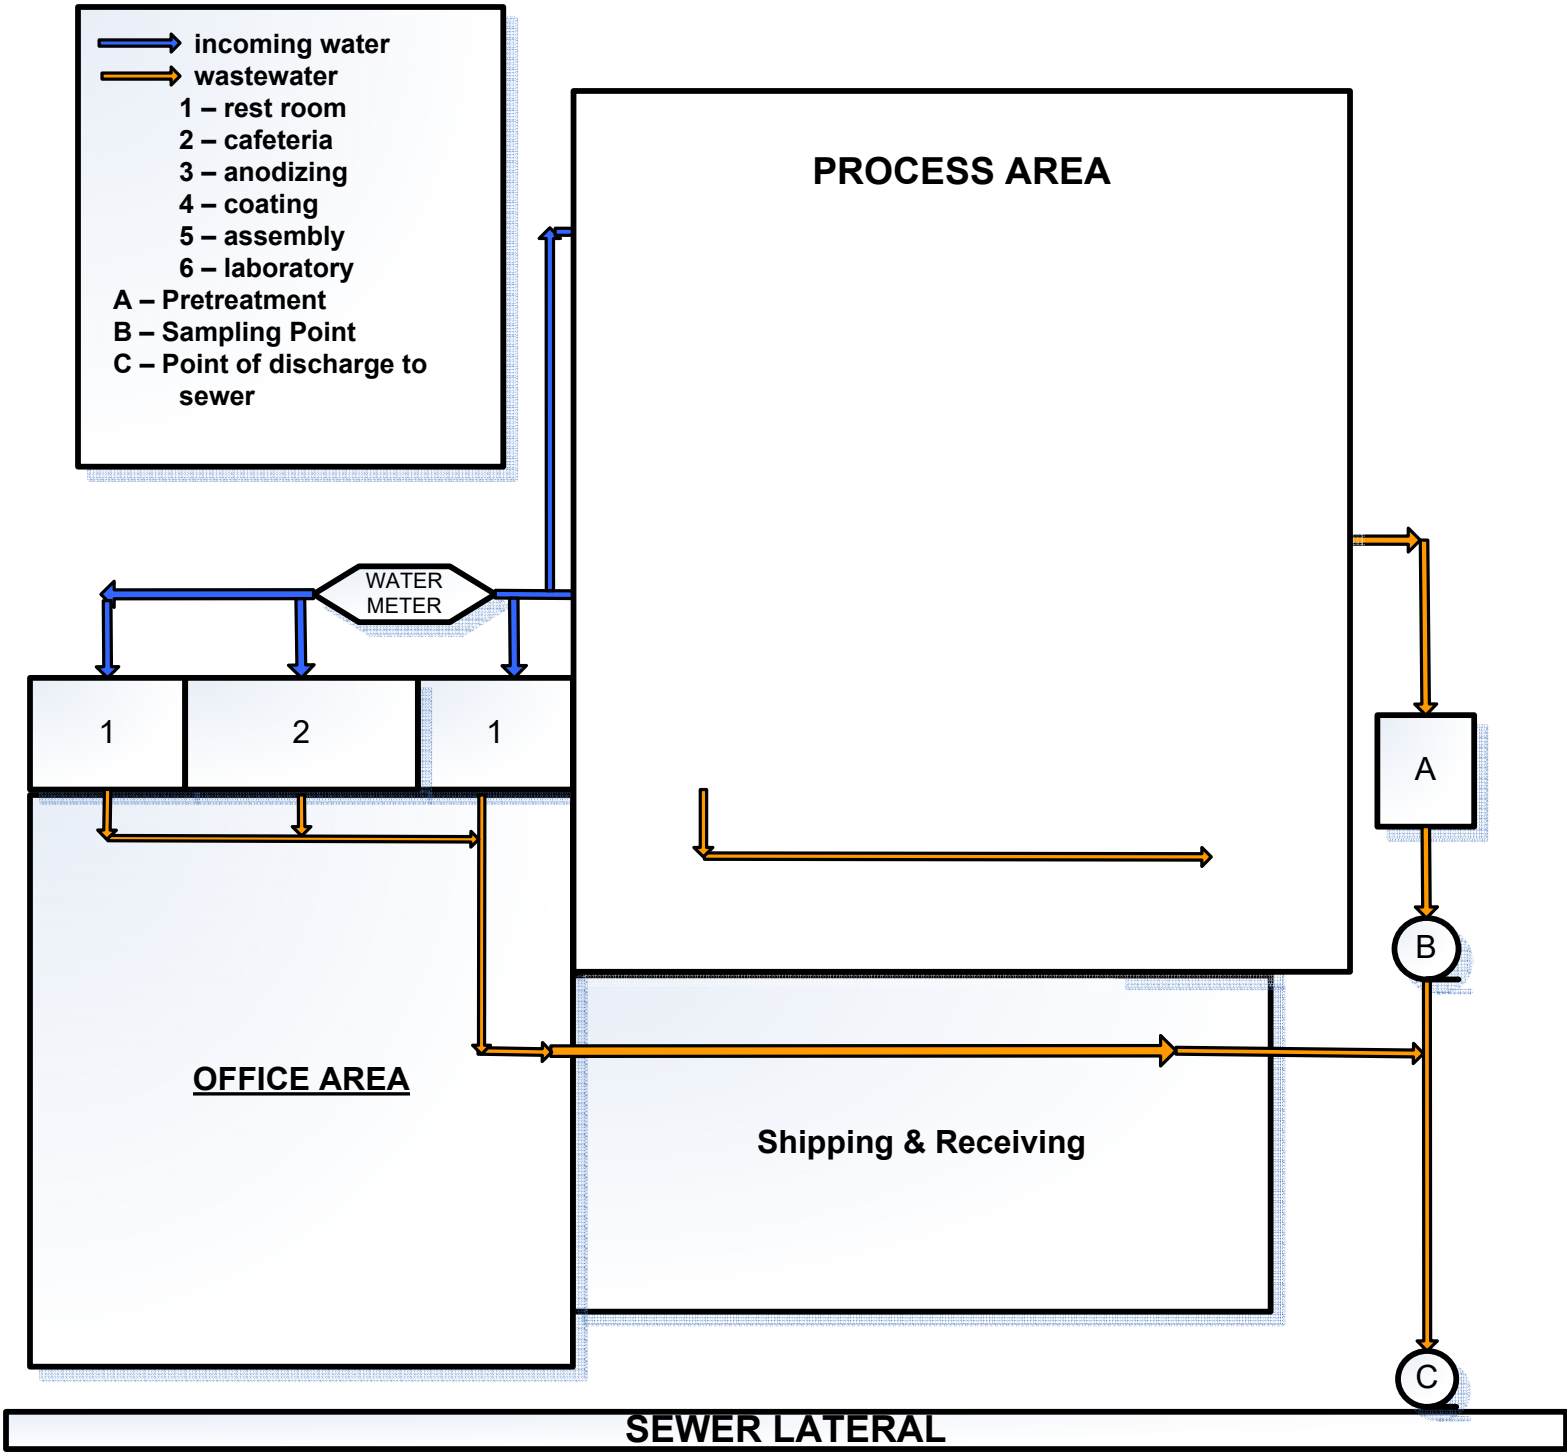 incoming water
wastewater
1 – rest room
2 – cafeteria
3 – anodizing
4 – coating
5 – assembly
6 – laboratory
A – Pretreatment
B – Sampling Point
C – Point of discharge to
sewer
PROCESS AREA
WATER
METER
1
2
1
A
B
OFFICE AREA
Shipping & Receiving
C
SEWER LATERAL